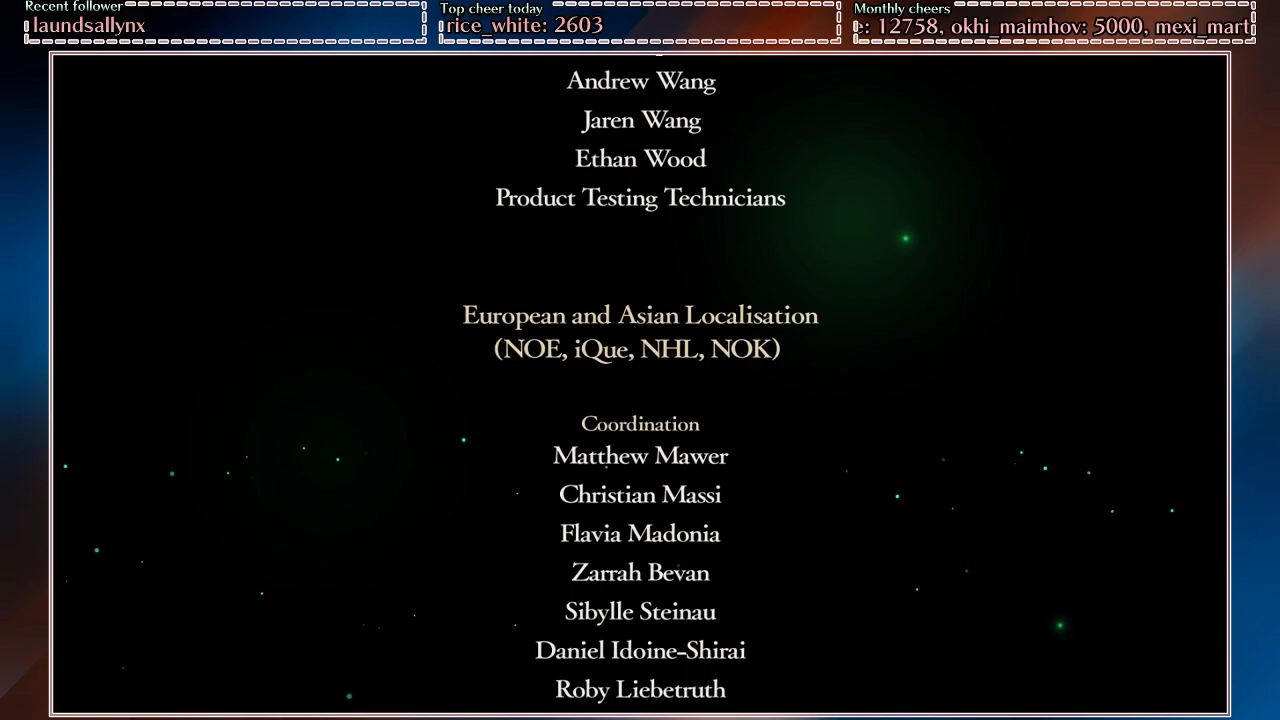 Recent follower
laundsallynx
Top cheer today
rice_white: 2603
Monthly cheers
: 12758, okhi_maimhov: 5000, mexi_mart
Andrew Wang
Jaren Wang
Ethan Wood
Product Testing Technicians
European and Asian Localisation
(NOE, iQue, NHL, NOK)
Coordination
Matthew Mawer
Christian Massi
Flavia Madonia
Zarrah Bevan
Sibylle Steinau
Daniel Idoine-Shirai
Roby Liebetruth